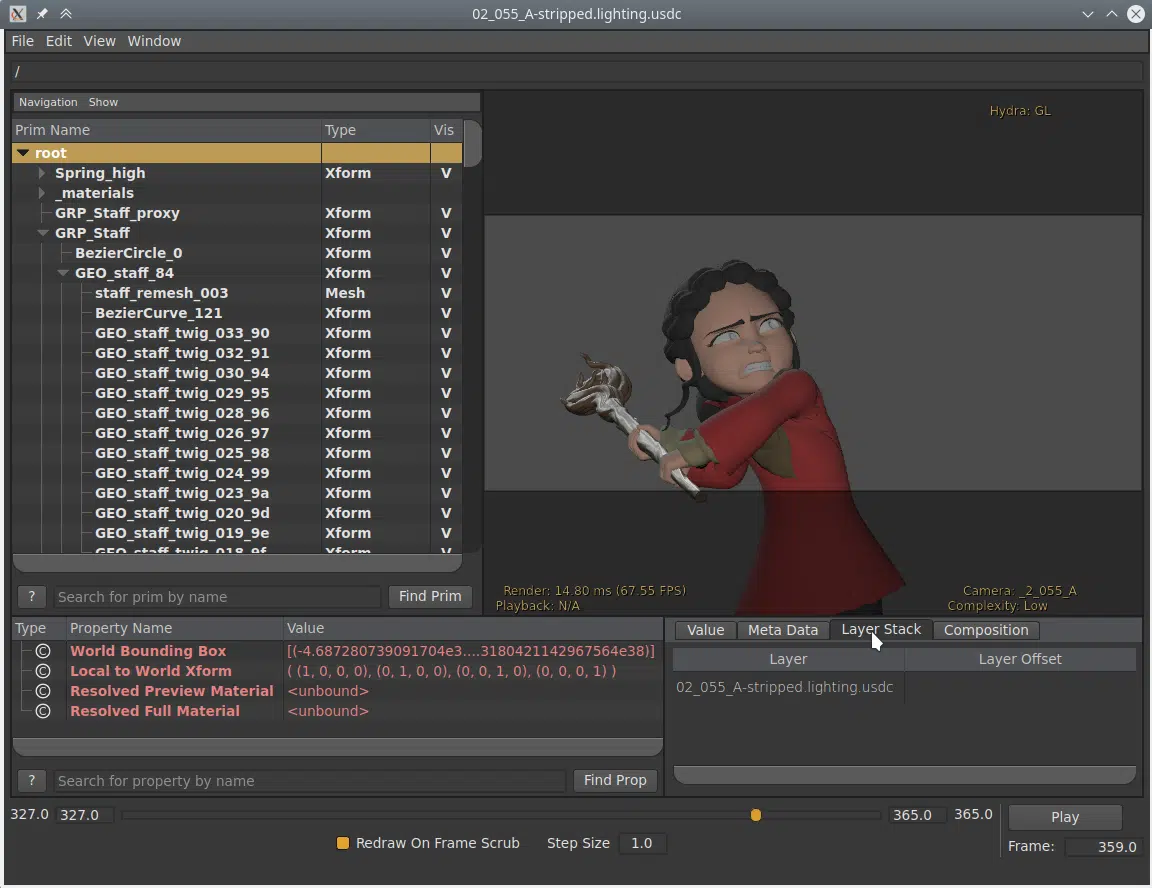 02_055_A-stripped.lighting.usdc
File Edit View Window
/
Navigation Show
Prim Name Type Vis
root
Spring_high Xform V
_materials
GRP_Staff_proxy Xform V
GRP_Staff Xform V
BezierCircle_0 Xform V
GEO_staff_84 Xform V
staff_remesh_003 Mesh V
BezierCurve_121 Xform V
GEO_staff_twig_033_90 Xform V
GEO_staff_twig_032_91 Xform V
GEO_staff_twig_030_94 Xform V
GEO_staff_twig_029_95 Xform V
GEO_staff_twig_028_96 Xform V
GEO_staff_twig_026_97 Xform V
GEO_staff_twig_025_98 Xform V
GEO_staff_twig_024_99 Xform V
GEO_staff_twig_023_9a Xform V
GEO_staff_twig_020_9d Xform V
GEO_staff_twig_019_9e Xform V
GEO_staff_twig_018_9f Xform V
? Search for prim by name Find Prim
Hydra: GL
Render: 14.80 ms (67.55 FPS)
Playback: N/A
Camera: _2_055_A
Complexity: Low
Type Property Name Value
© World Bounding Box [(-4.687280739091704e3....3180421142967564e38)]
© Local to World Xform ( (1, 0, 0, 0), (0, 1, 0, 0), (0, 0, 1, 0), (0, 0, 0, 1) )
© Resolved Preview Material <unbound>
© Resolved Full Material <unbound>
? Search for property by name Find Prop
Value Meta Data Layer Stack Composition
Layer Layer Offset
02_055_A-stripped.lighting.usdc
327.0 327.0 365.0 365.0 Play
Redraw On Frame Scrub Step Size 1.0 Frame: 359.0